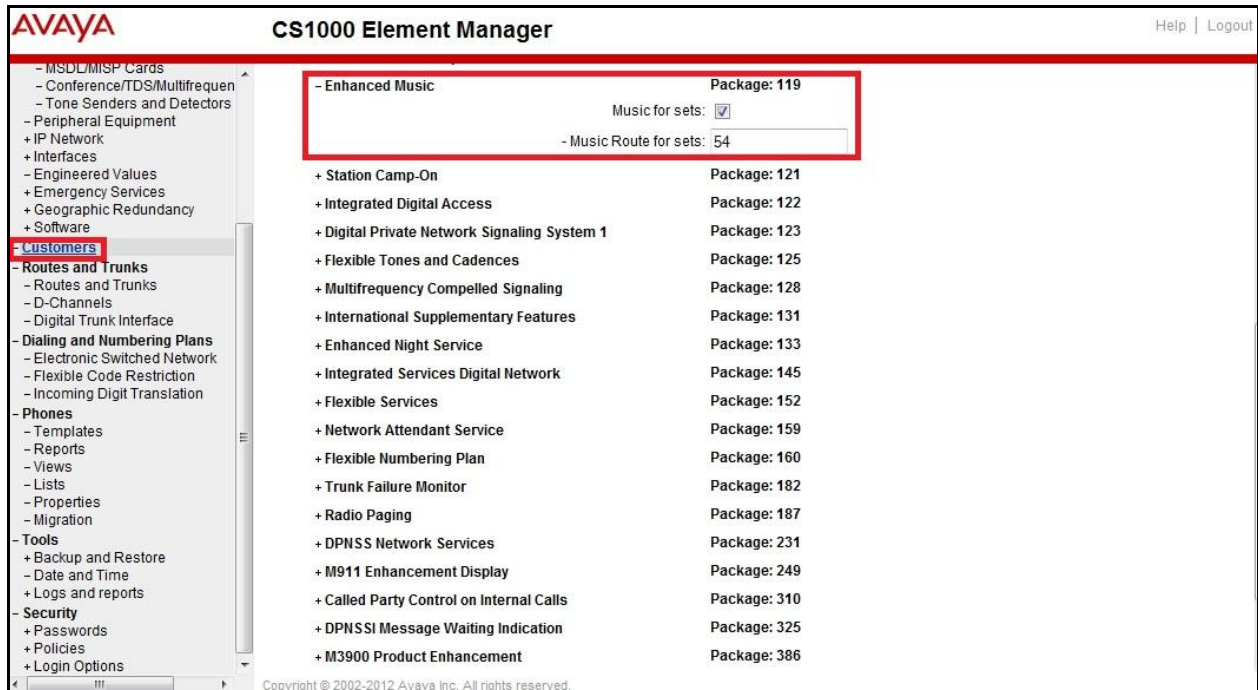 AVAYA
CS1000 Element Manager
Help | Logout
- MSDL/MISP Cards
- Conference/TDS/Multifrequen
- Tone Senders and Detectors
- Peripheral Equipment
+ IP Network
+ Interfaces
- Engineered Values
+ Emergency Services
+ Geographic Redundancy
+ Software
- Customers
- Routes and Trunks
- Routes and Trunks
- D-Channels
- Digital Trunk Interface
- Dialing and Numbering Plans
- Electronic Switched Network
- Flexible Code Restriction
- Incoming Digit Translation
- Phones
- Templates
- Reports
- Views
- Lists
- Properties
- Migration
- Tools
+ Backup and Restore
- Date and Time
+ Logs and reports
- Security
+ Passwords
+ Policies
+ Login Options
- Enhanced Music Package: 119
Music for sets:
- Music Route for sets: 54
+ Station Camp-On Package: 121
+ Integrated Digital Access Package: 122
+ Digital Private Network Signaling System 1 Package: 123
+ Flexible Tones and Cadences Package: 125
+ Multifrequency Compelled Signaling Package: 128
+ International Supplementary Features Package: 131
+ Enhanced Night Service Package: 133
+ Integrated Services Digital Network Package: 145
+ Flexible Services Package: 152
+ Network Attendant Service Package: 159
+ Flexible Numbering Plan Package: 160
+ Trunk Failure Monitor Package: 182
+ Radio Paging Package: 187
+ DPNSS Network Services Package: 231
+ M911 Enhancement Display Package: 249
+ Called Party Control on Internal Calls Package: 310
+ DPNSSI Message Waiting Indication Package: 325
+ M3900 Product Enhancement Package: 386
Copyright © 2002-2012 Avaya Inc. All rights reserved.